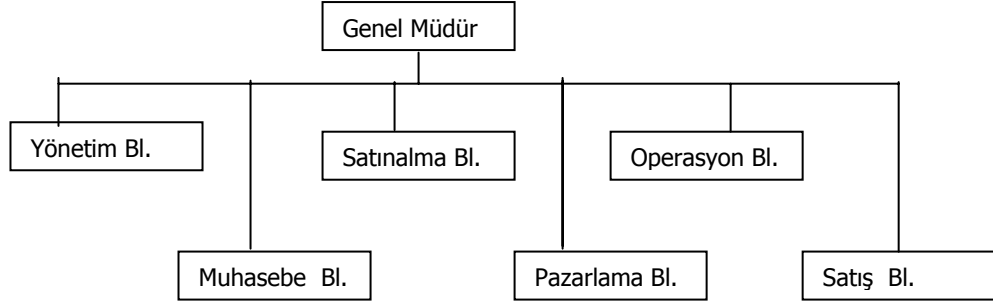 Genel Müdür
Yönetim Bl.
Satınalma Bl.
Operasyon Bl.
Muhasebe Bl.
Pazarlama Bl.
Satış Bl.